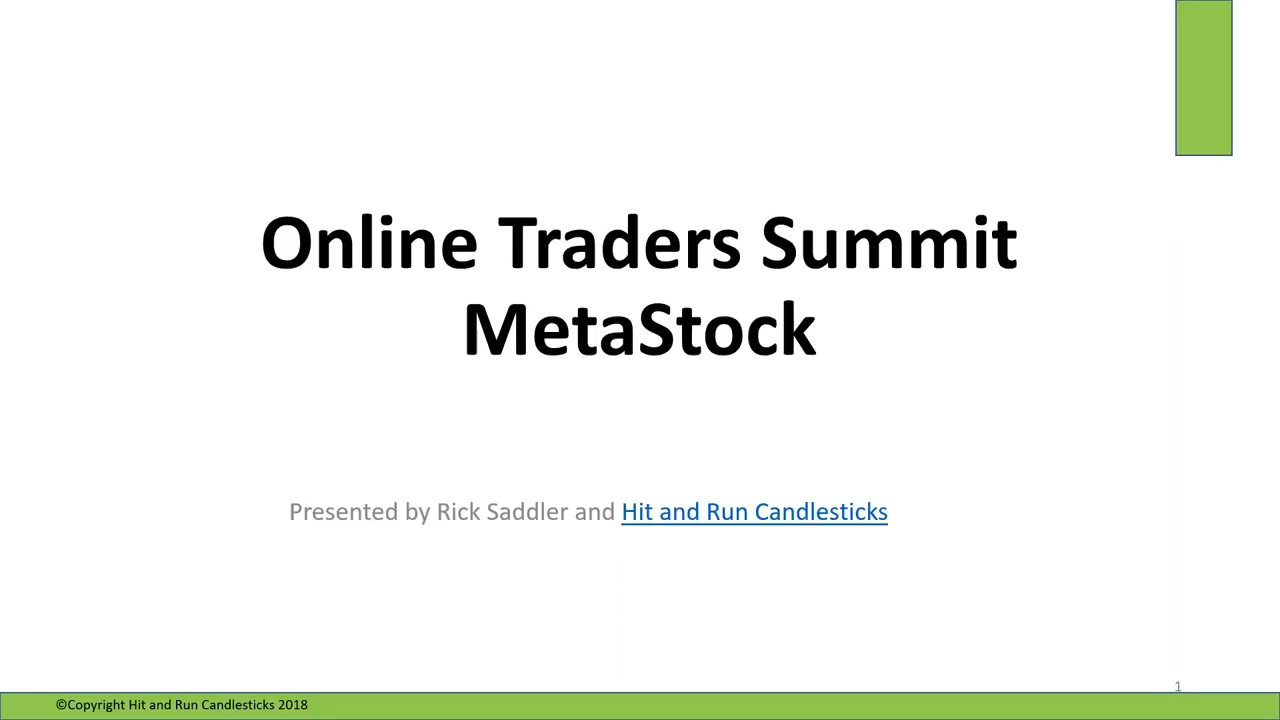 Online Traders Summit
MetaStock
Presented by Rick Saddler and Hit and Run Candlesticks
1
©Copyright Hit and Run Candlesticks 2018